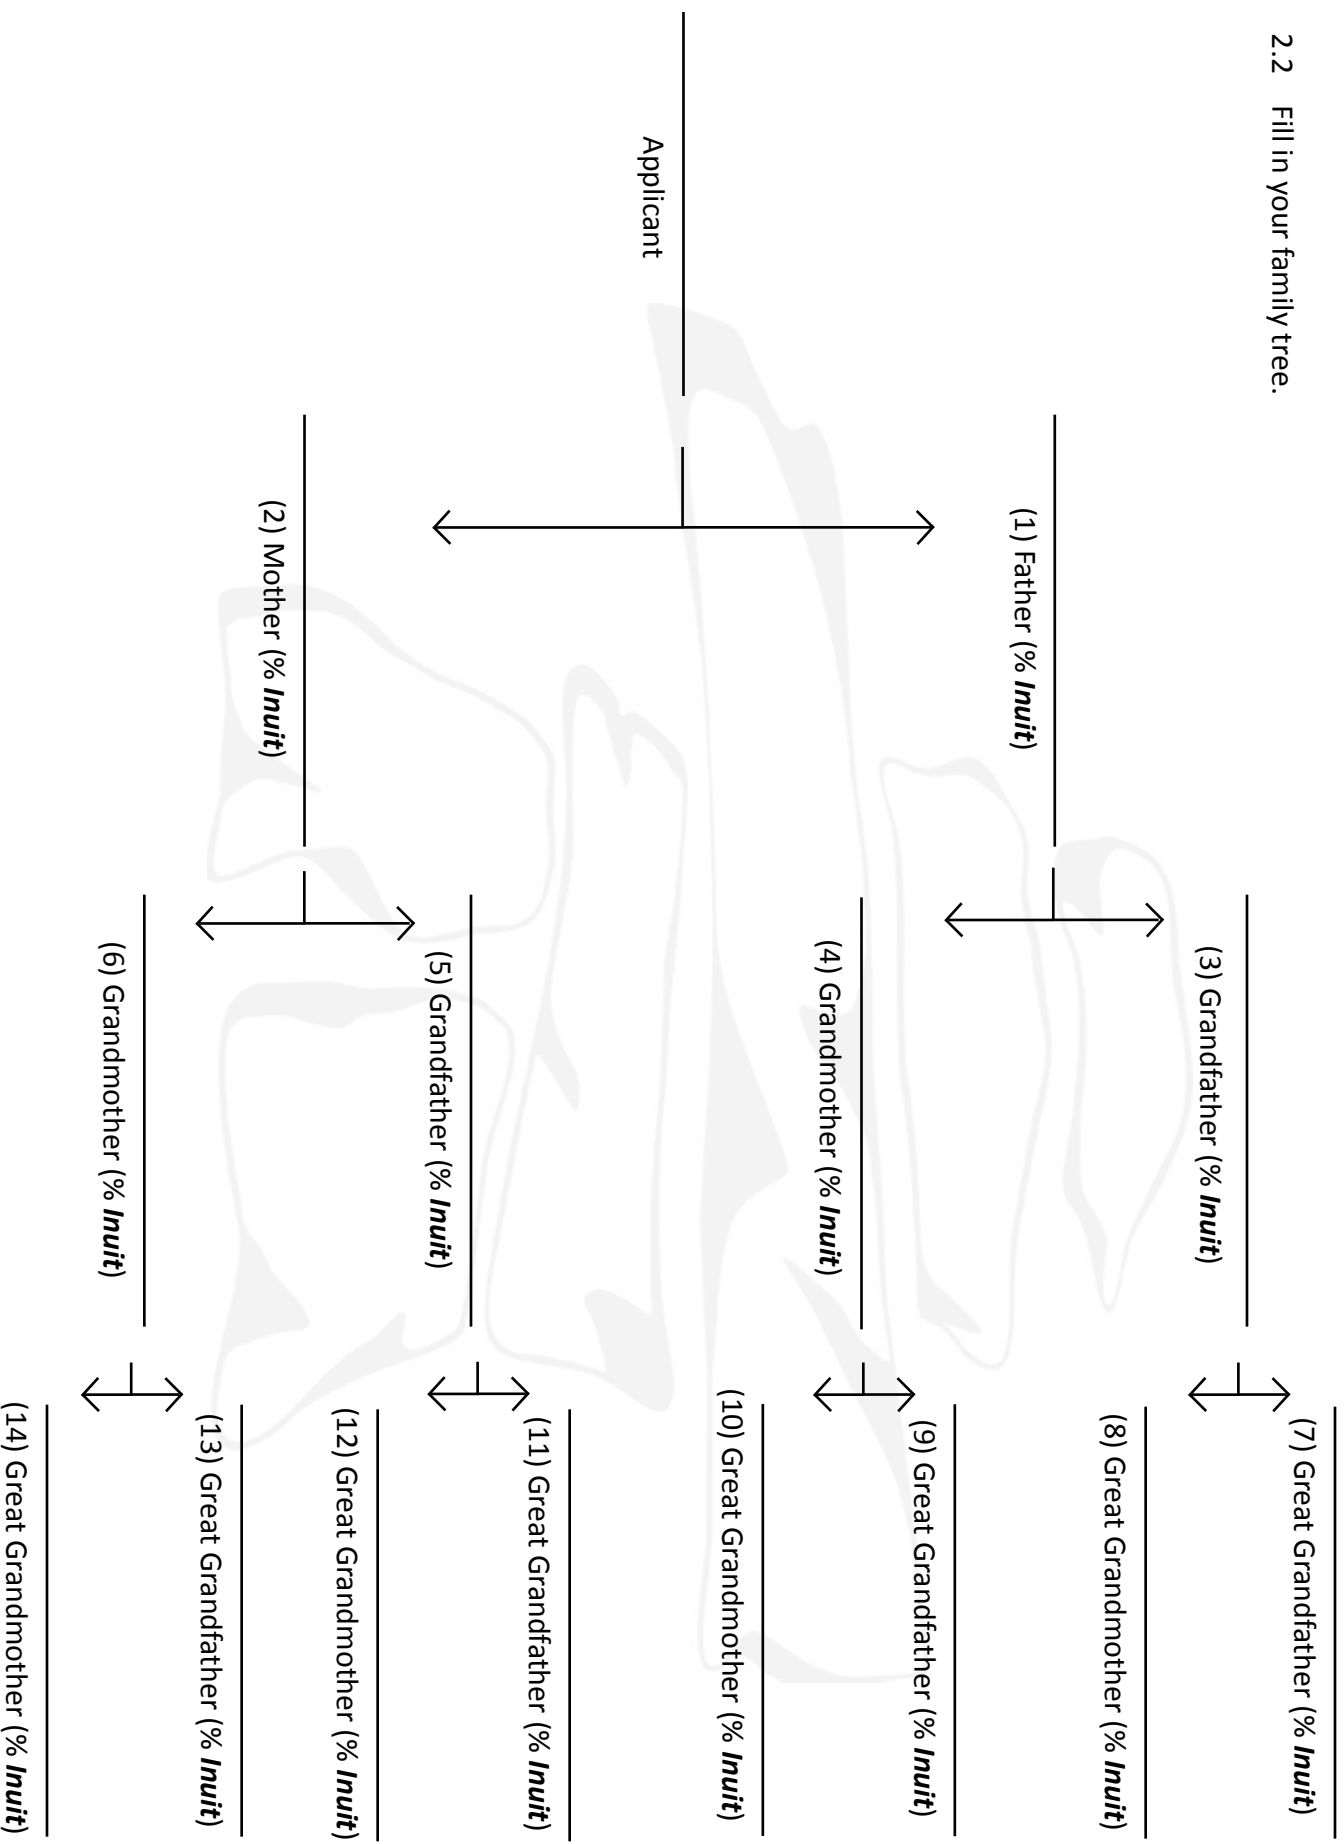 2.2 Fill in your family tree.
Applicant
(1) Father (% Inuit)
(2) Mother (% Inuit)
(3) Grandfather (% Inuit)
(4) Grandmother (% Inuit)
(5) Grandfather (% Inuit)
(6) Grandmother (% Inuit)
(7) Great Grandfather (% Inuit)
(8) Great Grandmother (% Inuit)
(9) Great Grandfather (% Inuit)
(10) Great Grandmother (% Inuit)
(11) Great Grandfather (% Inuit)
(12) Great Grandmother (% Inuit)
(13) Great Grandfather (% Inuit)
(14) Great Grandmother (% Inuit)